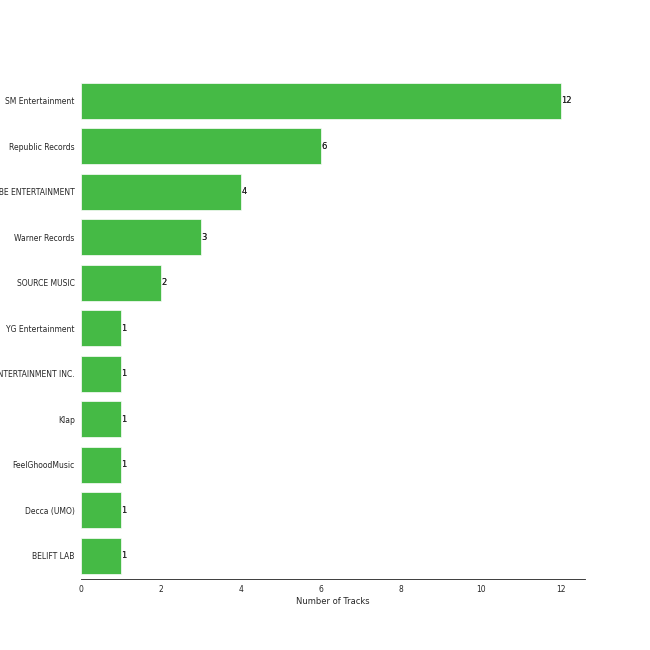 SM Entertainment 12
Republic Records 6
BE ENTERTAINMENT 4
Warner Records 3
SOURCE MUSIC 2
YG Entertainment 1
NTERTAINMENT INC. 1
Klap 1
FeelGhoodMusic 1
Decca (UMO) 1
BELIFT LAB 1
0 2 4 6 8 10 12
Number of Tracks